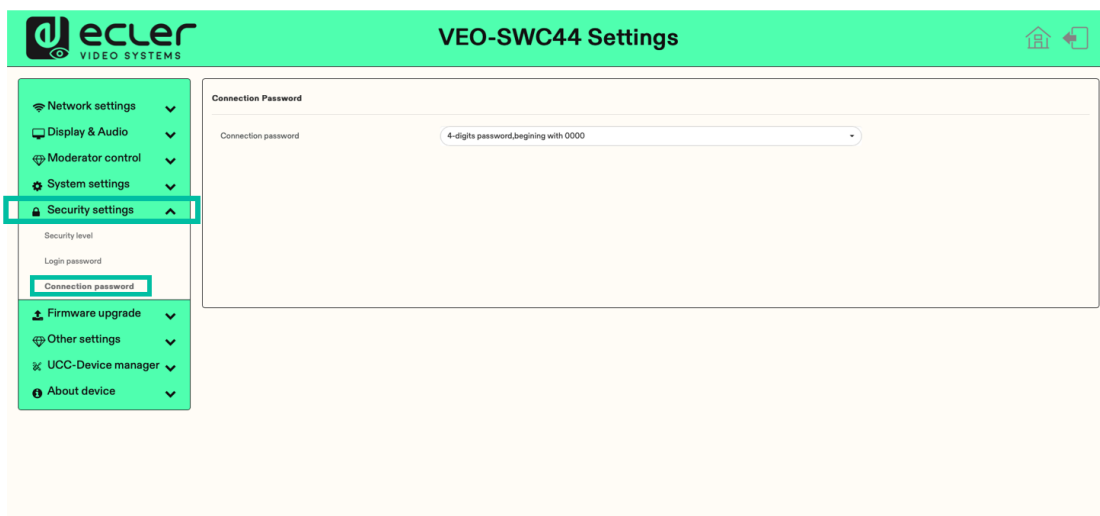 ecler
VIDEO SYSTEMS
VEO-SWC44 Settings
Network settings
Display & Audio
Moderator control
System settings
Security settings
Security level
Login password
Connection password
Firmware upgrade
Other settings
UCC-Device manager
About device
Connection Password
Connection password
4-digits password,begining with 0000